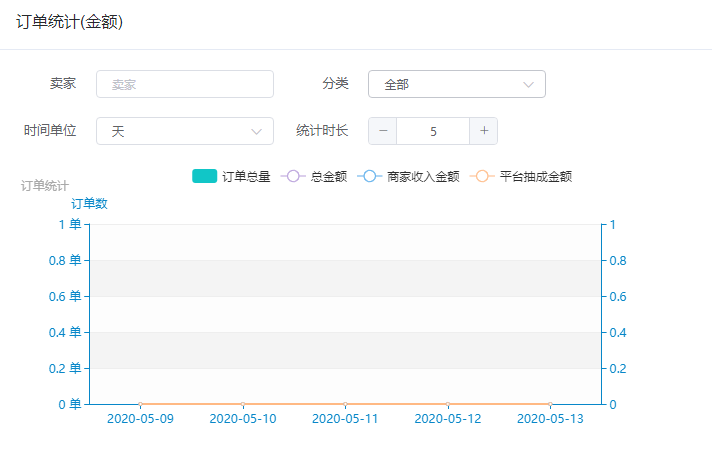 订单统计(金额)
卖家 卖家 分类 全部
时间单位 天 统计时长 − 5 +
订单统计 订单总量 总金额 商家收入金额 平台抽成金额
订单数
1 单 1
0.8 单 0.8
0.6 单 0.6
0.4 单 0.4
0.2 单 0.2
0 单 0
2020-05-09 2020-05-10 2020-05-11 2020-05-12 2020-05-13